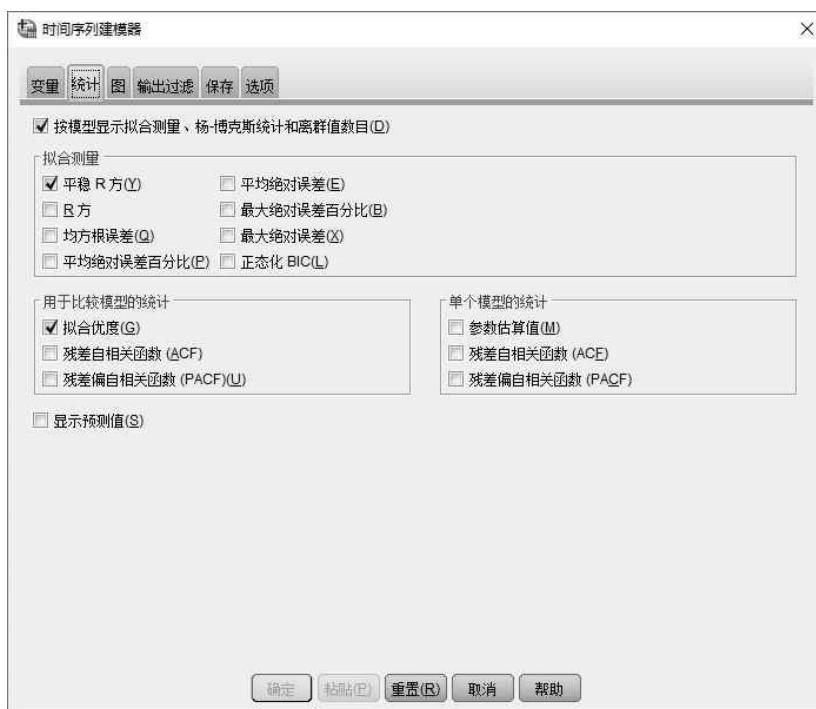 时间序列建模器
变量 统计 图 输出过滤 保存 选项
按模型显示拟合测量、杨-博克斯统计和离群值数目(D)
拟合测量
平稳 R 方(Y) 平均绝对误差(E)
R 方 最大绝对误差百分比(B)
均方根误差(Q) 最大绝对误差(X)
平均绝对误差百分比(P) 正态化 BIC(L)
用于比较模型的统计
拟合优度(G)
残差自相关函数 (ACF)
残差偏自相关函数 (PACF)(U)
单个模型的统计
参数估算值(M)
残差自相关函数 (ACF)
残差偏自相关函数 (PACF)
显示预测值(S)
确定 粘贴(P) 重置(R) 取消 帮助